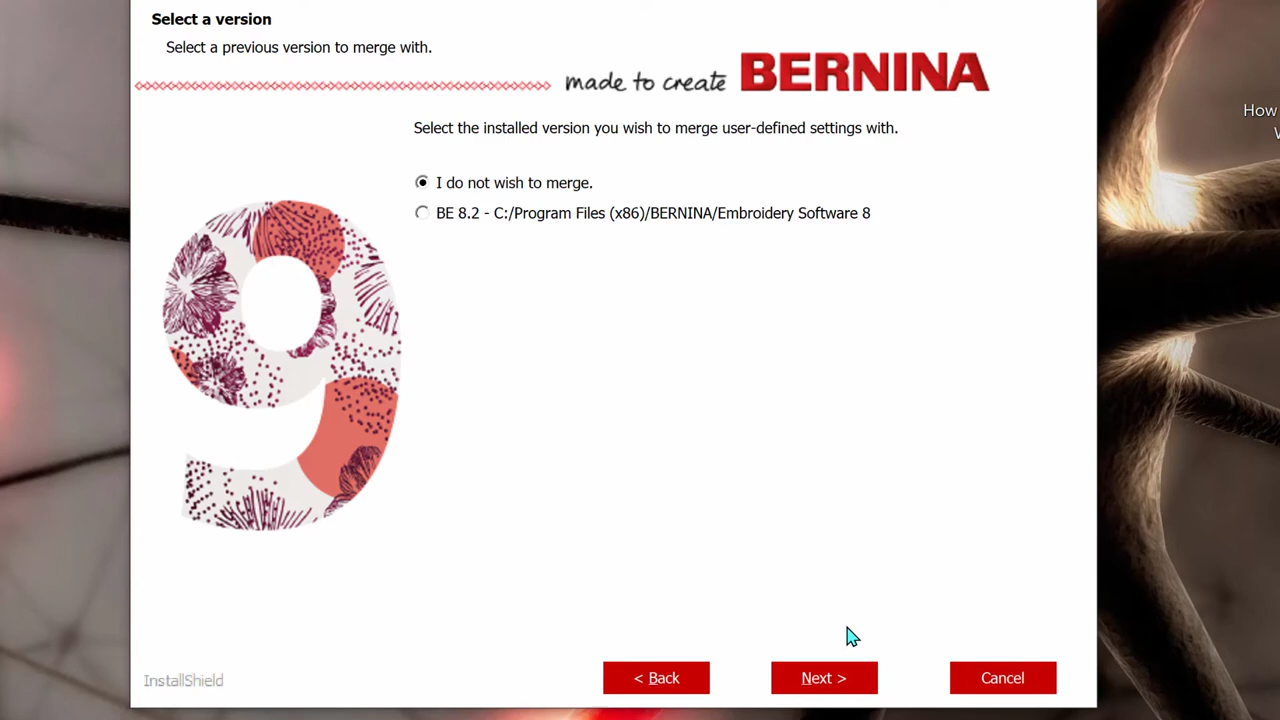 Select a version
Select a previous version to merge with.
made to create BERNINA
Select the installed version you wish to merge user-defined settings with.
I do not wish to merge.
BE 8.2 - C:/Program Files (x86)/BERNINA/Embroidery Software 8
9
How
InstallShield
< Back
Next >
Cancel